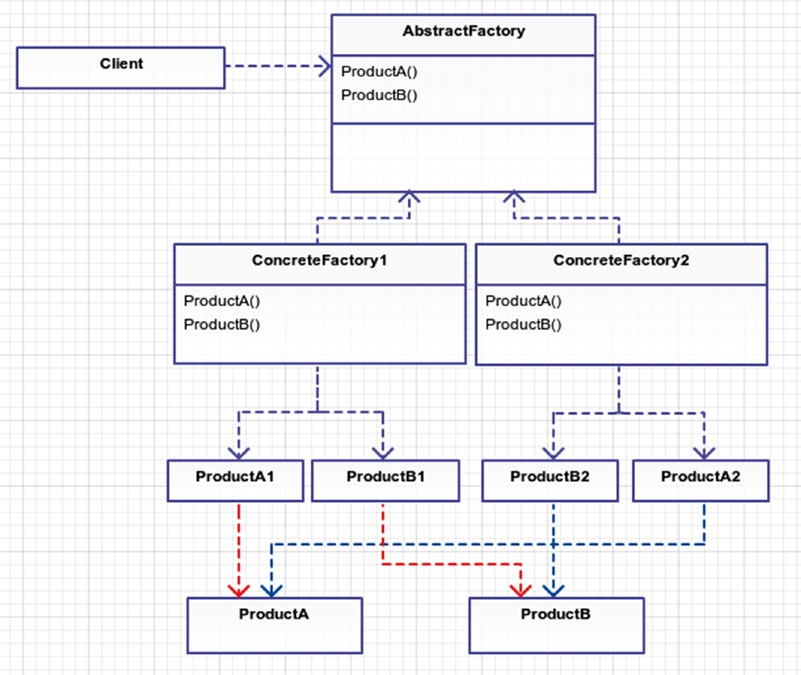 AbstractFactory
Client
ProductA()
ProductB()
ConcreteFactory1
ProductA()
ProductB()
ConcreteFactory2
ProductA()
ProductB()
ProductA1
ProductB1
ProductB2
ProductA2
ProductA
ProductB